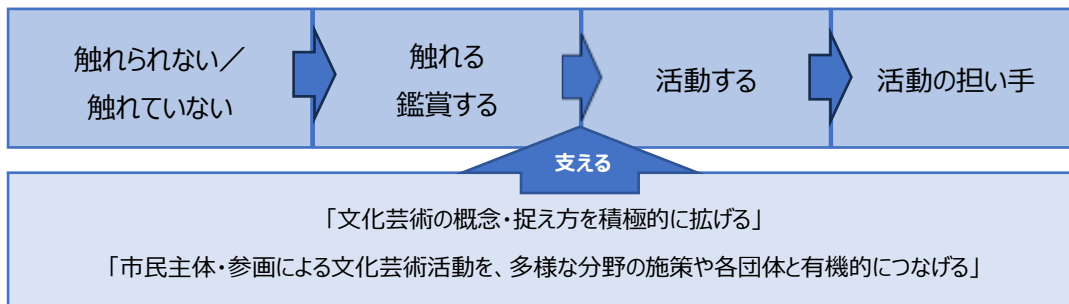 触れられない／
触れていない
触れる
鑑賞する
活動する
活動の担い手
支える
「文化芸術の概念・捉え方を積極的に拡げる」
「市民主体・参画による文化芸術活動を、多様な分野の施策や各団体と有機的につなげる」